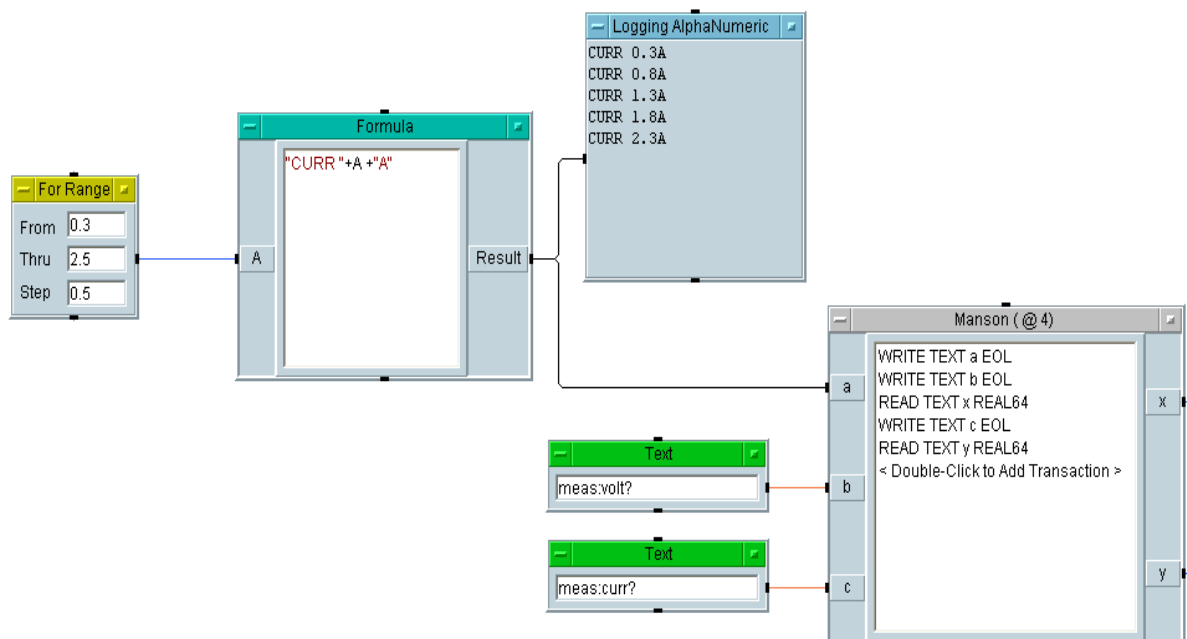 Logging AlphaNumeric
CURR 0.3A
CURR 0.8A
CURR 1.3A
CURR 1.8A
CURR 2.3A
Formula
"CURR "+A +"A"
A
Result
For Range
From 0.3
Thru 2.5
Step 0.5
Manson ( @ 4)
WRITE TEXT a EOL
WRITE TEXT b EOL
READ TEXT x REAL64
WRITE TEXT c EOL
READ TEXT y REAL64
< Double-Click to Add Transaction >
a
b
c
x
y
Text
meas:volt?
Text
meas:curr?